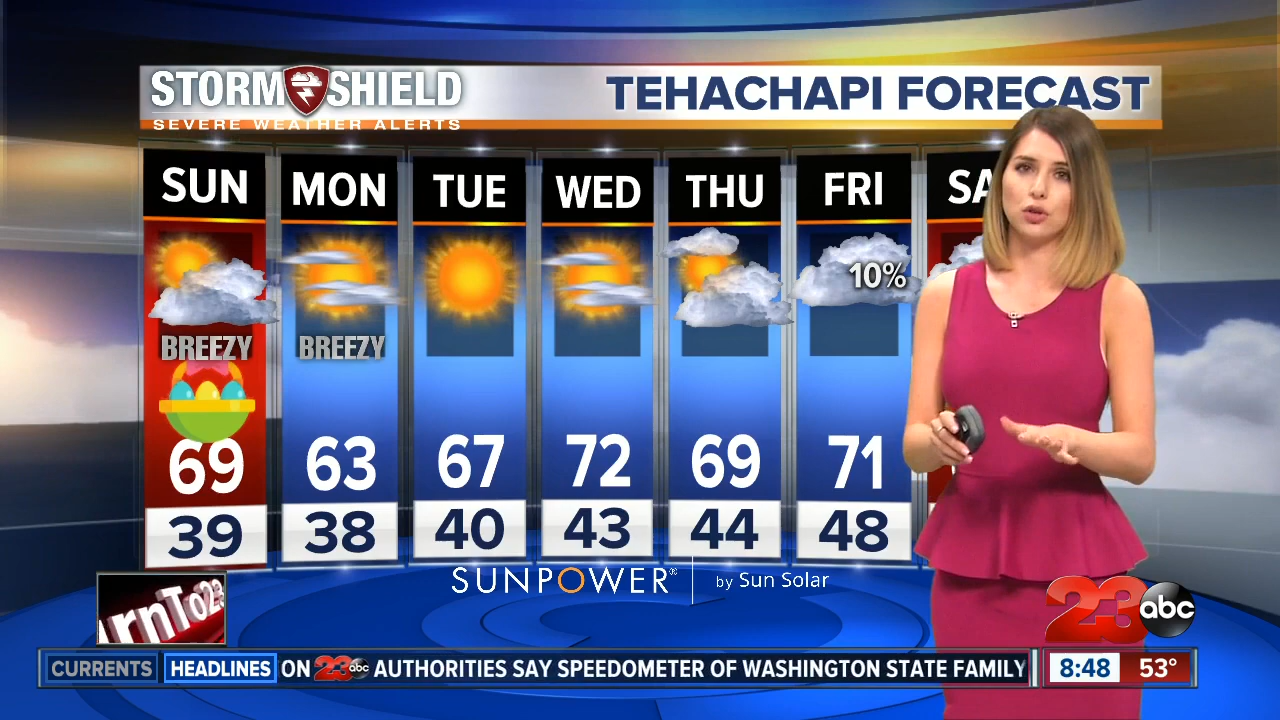 STORM SHIELD
SEVERE WEATHER ALERTS
TEHACHAPI FORECAST
SUN MON TUE WED THU FRI SA
10%
BREEZY BREEZY
69 63 67 72 69 71
39 38 40 43 44 48
SUNPOWER® by Sun Solar
rnTo23
23 abc
CURRENTS HEADLINES ON 23 abc AUTHORITIES SAY SPEEDOMETER OF WASHINGTON STATE FAMILY 8:48 53°